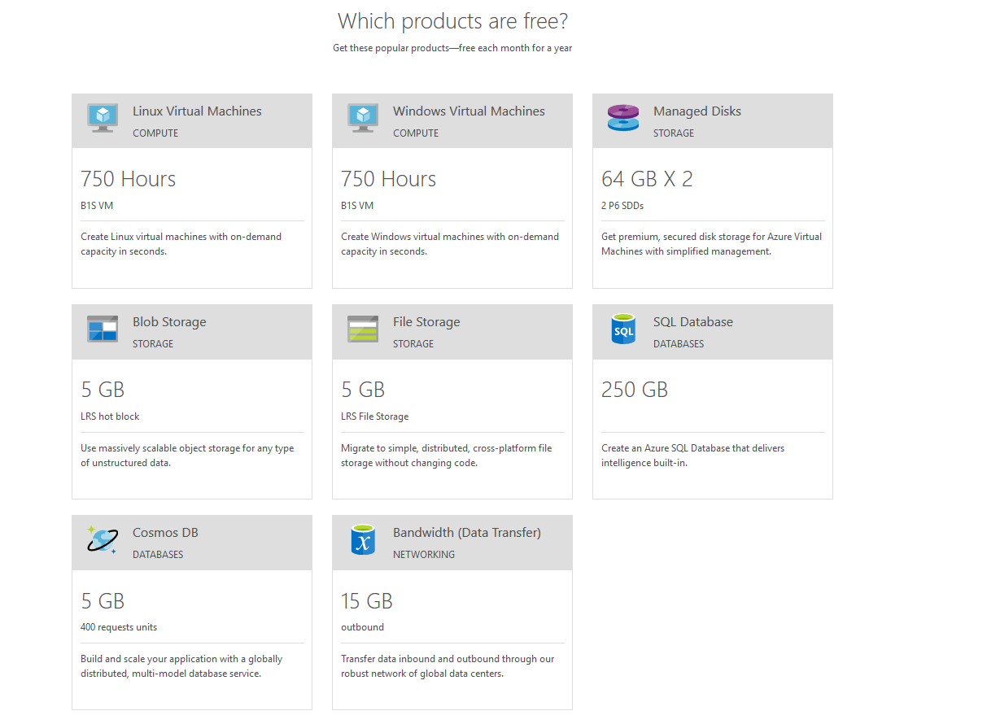 Which products are free?
Get these popular products—free each month for a year
Linux Virtual Machines
COMPUTE
750 Hours
B1S VM
Create Linux virtual machines with on-demand
capacity in seconds.
Windows Virtual Machines
COMPUTE
750 Hours
B1S VM
Create Windows virtual machines with on-demand
capacity in seconds.
Managed Disks
STORAGE
64 GB X 2
2 P6 SDDs
Get premium, secured disk storage for Azure Virtual
Machines with simplified management.
Blob Storage
STORAGE
5 GB
LRS hot block
Use massively scalable object storage for any type
of unstructured data.
File Storage
STORAGE
5 GB
LRS File Storage
Migrate to simple, distributed, cross-platform file
storage without changing code.
SQL
SQL Database
DATABASES
250 GB
Create an Azure SQL Database that delivers
intelligence built-in.
Cosmos DB
DATABASES
5 GB
400 requests units
Build and scale your application with a globally
distributed, multi-model database service.
X
Bandwidth (Data Transfer)
NETWORKING
15 GB
outbound
Transfer data inbound and outbound through our
robust network of global data centers.